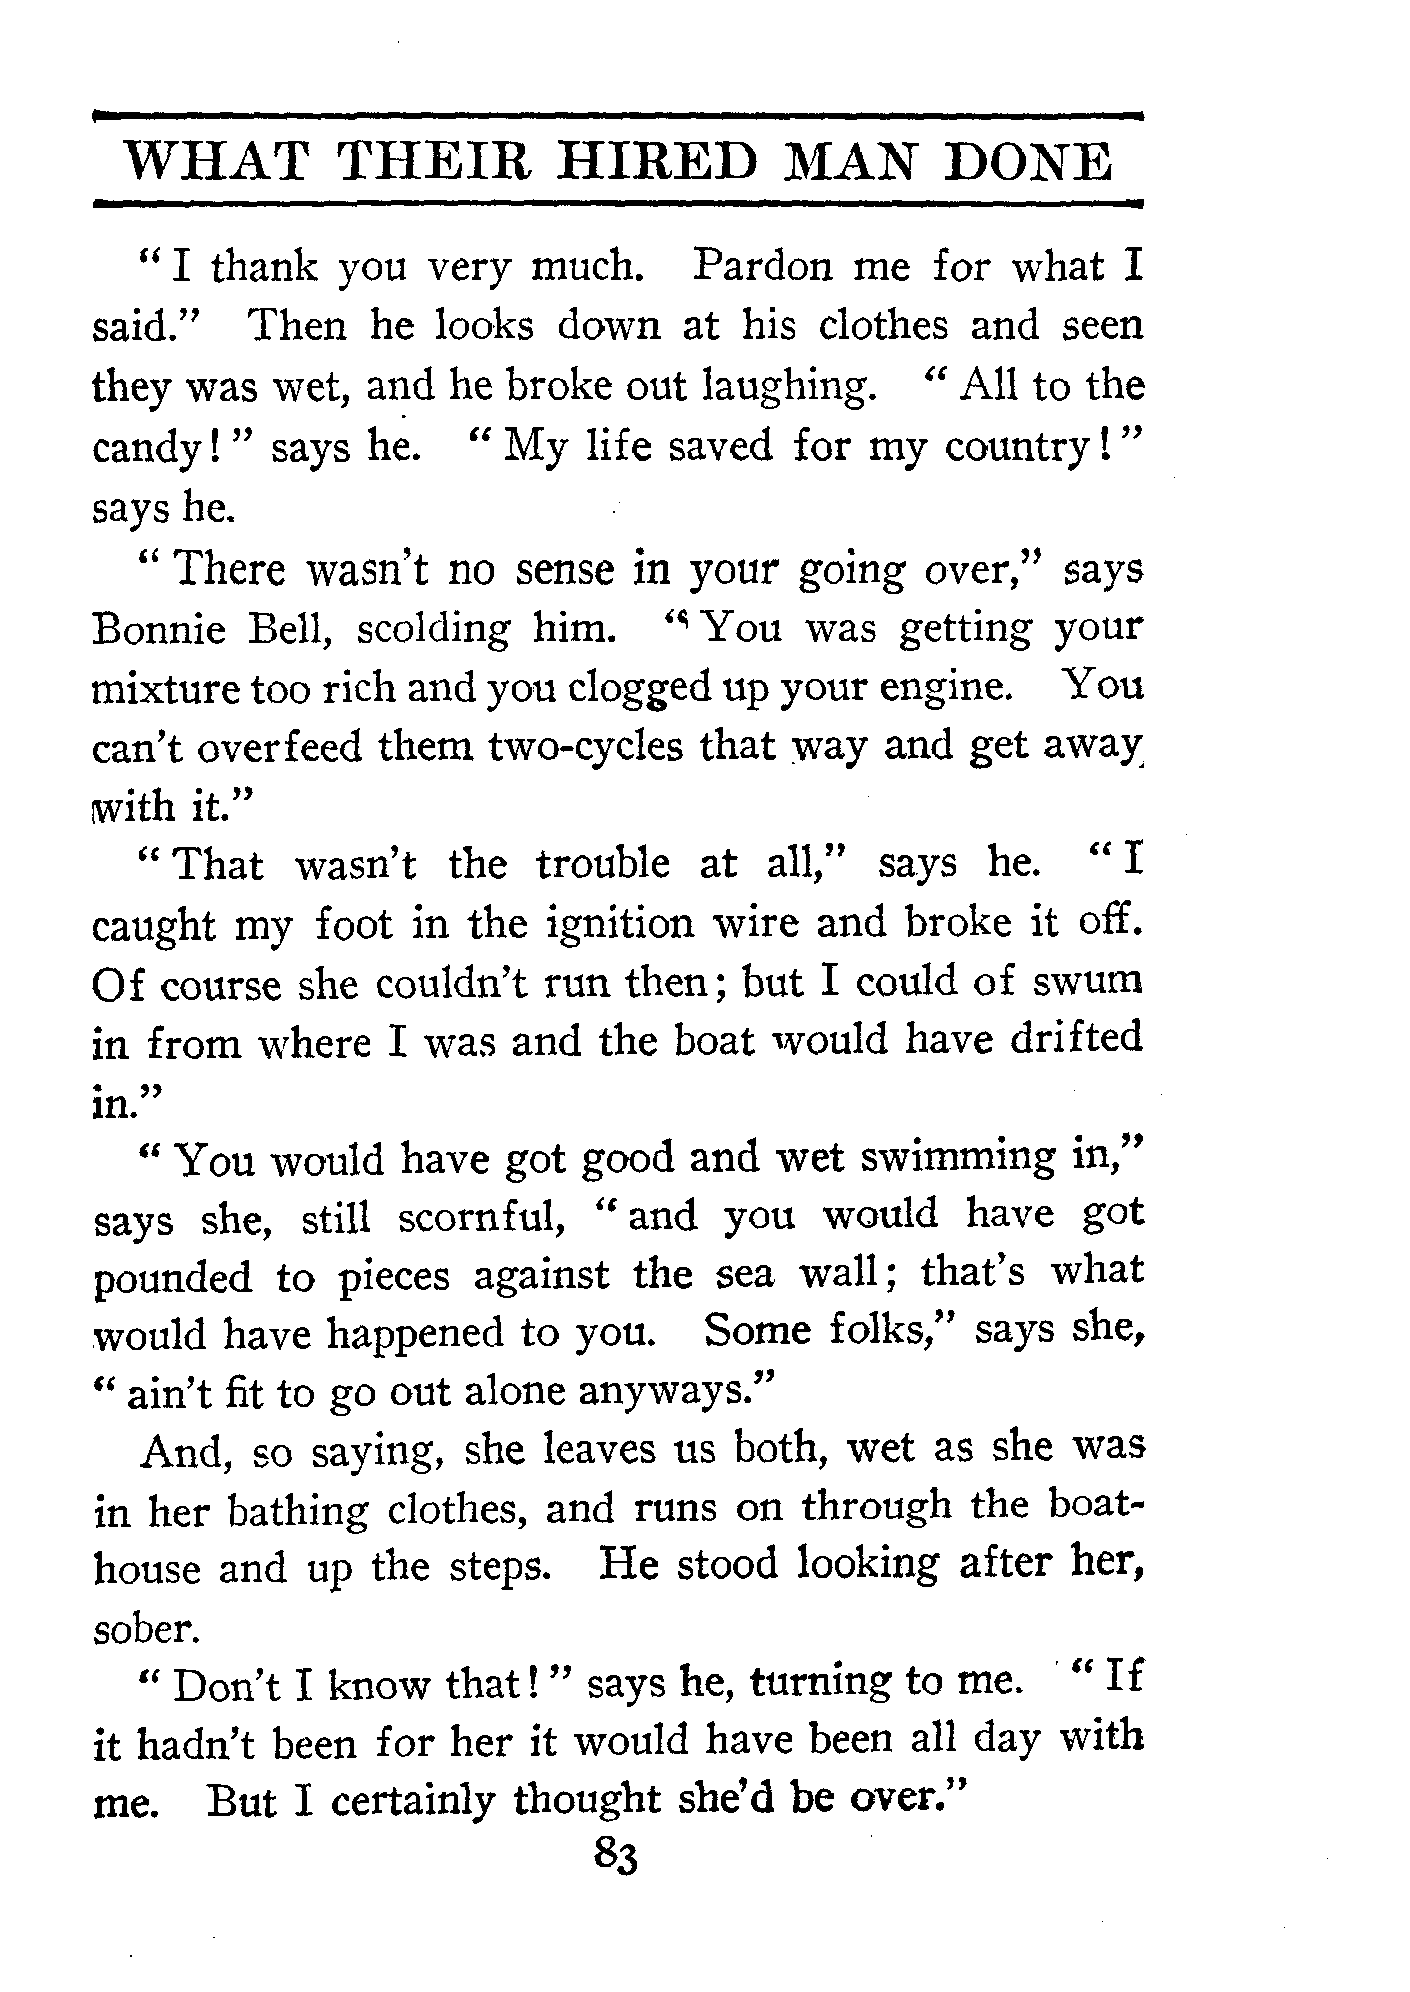 WHAT THEIR HIRED MAN DONE
“ I thank you very much. Pardon me for what I
said.” Then he looks down at his clothes and seen
they was wet, and he broke out laughing. “ All to the
candy! ” says he. “ My life saved for my country! ”
says he.
“ There wasn’t no sense in your going over,” says
Bonnie Bell, scolding him. “ You was getting your
mixture too rich and you clogged up your engine. You
can’t overfeed them two-cycles that way and get away
with it.”
“ That wasn’t the trouble at all,” says he. “ I
caught my foot in the ignition wire and broke it off.
Of course she couldn’t run then; but I could of swum
in from where I was and the boat would have drifted
in.”
“ You would have got good and wet swimming in,”
says she, still scornful, “ and you would have got
pounded to pieces against the sea wall; that’s what
would have happened to you. Some folks,” says she,
“ ain’t fit to go out alone anyways.”
And, so saying, she leaves us both, wet as she was
in her bathing clothes, and runs on through the boat-
house and up the steps. He stood looking after her,
sober.
“ Don’t I know that! ” says he, turning to me. “ If
it hadn’t been for her it would have been all day with
me. But I certainly thought she’d be over.”
83